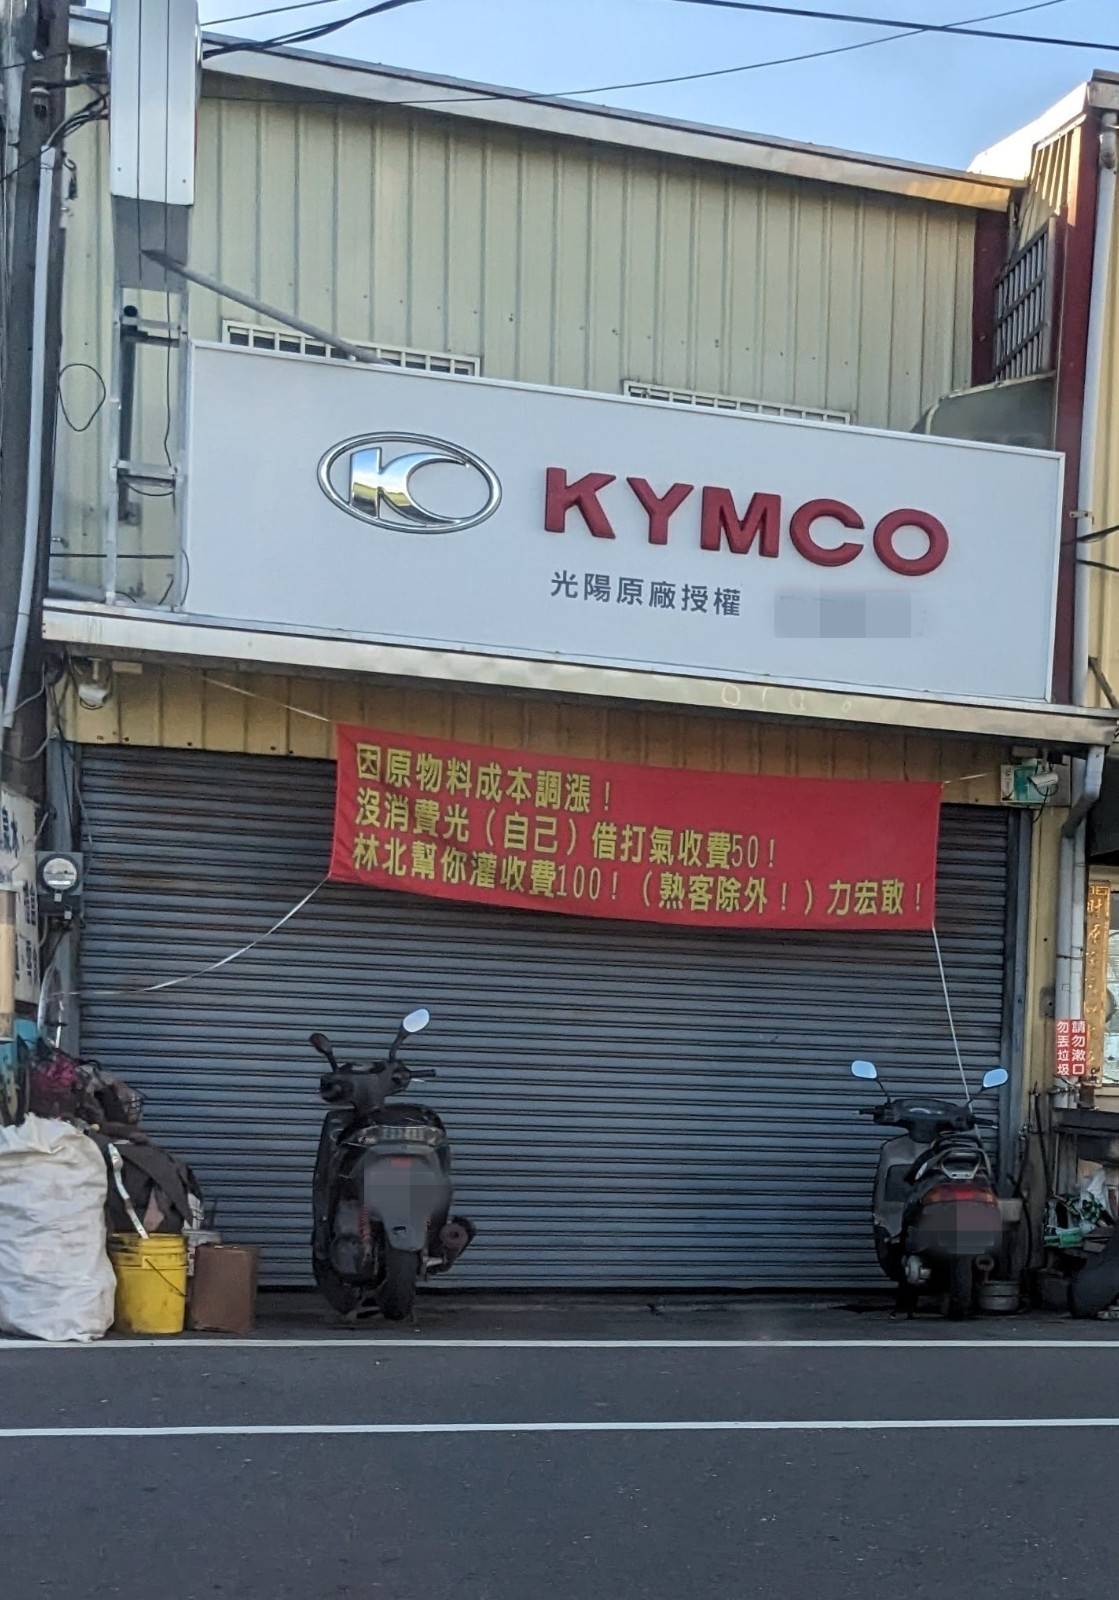 KYMCO
光陽原廠授權
因原物料成本調漲！
沒消費光（自己）借打氣收費50！
林北幫你灌收費100！（熟客除外！）力宏敢！
請勿漱口
勿丟垃圾